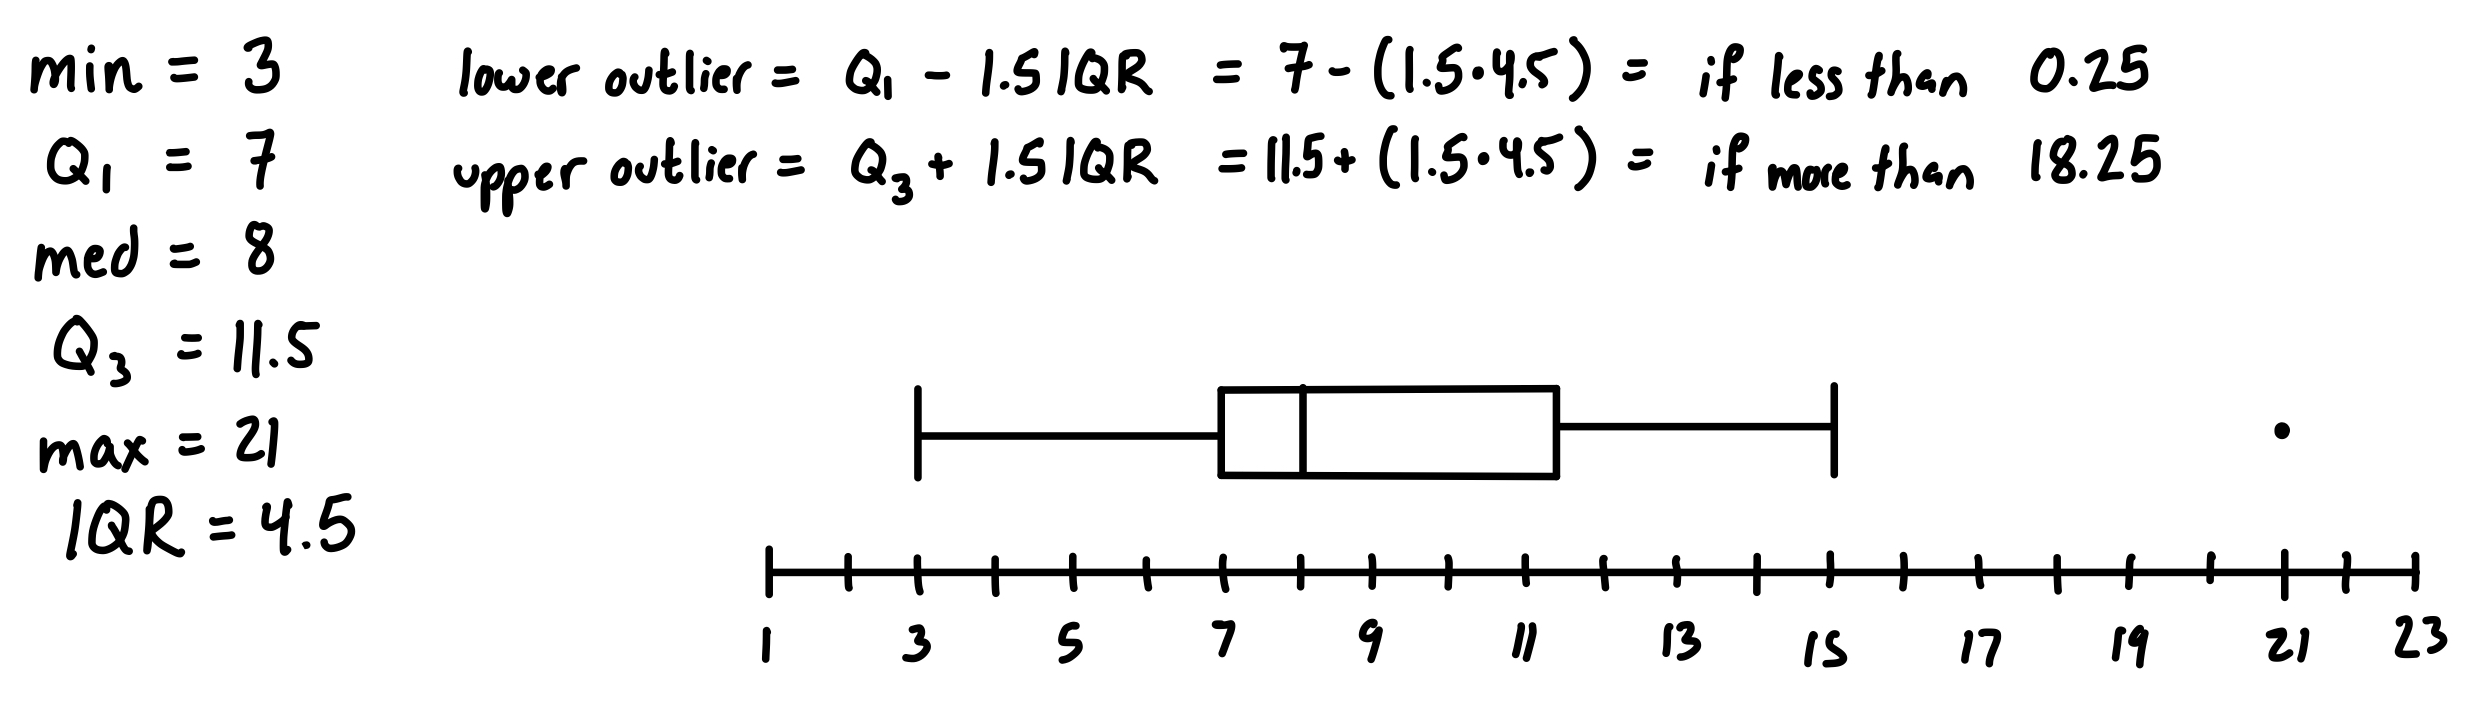 min = 3
lower outlier = Q₁ - 1.5 IQR = 7 - (1.5·4.5) = if less than 0.25
Q₁ = 7
upper outlier = Q₃ + 1.5 IQR = 11.5 + (1.5·4.5) = if more than 18.25
med = 8
Q₃ = 11.5
max = 21
IQR = 4.5
1 3 5 7 9 11 13 15 17 19 21 23